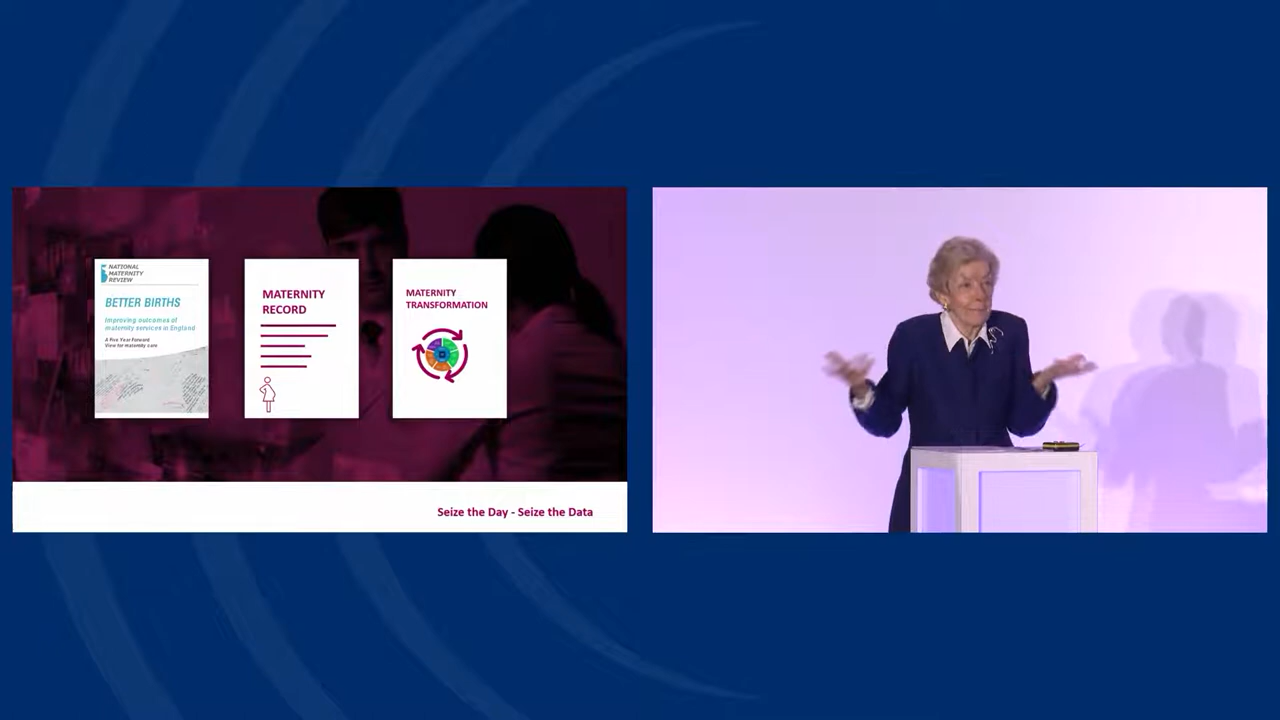 NATIONAL
MATERNITY
REVIEW
BETTER BIRTHS
Improving outcomes of
maternity services in England
A Five Year Forward
View for maternity care
MATERNITY
RECORD
MATERNITY
TRANSFORMATION
Seize the Day - Seize the Data